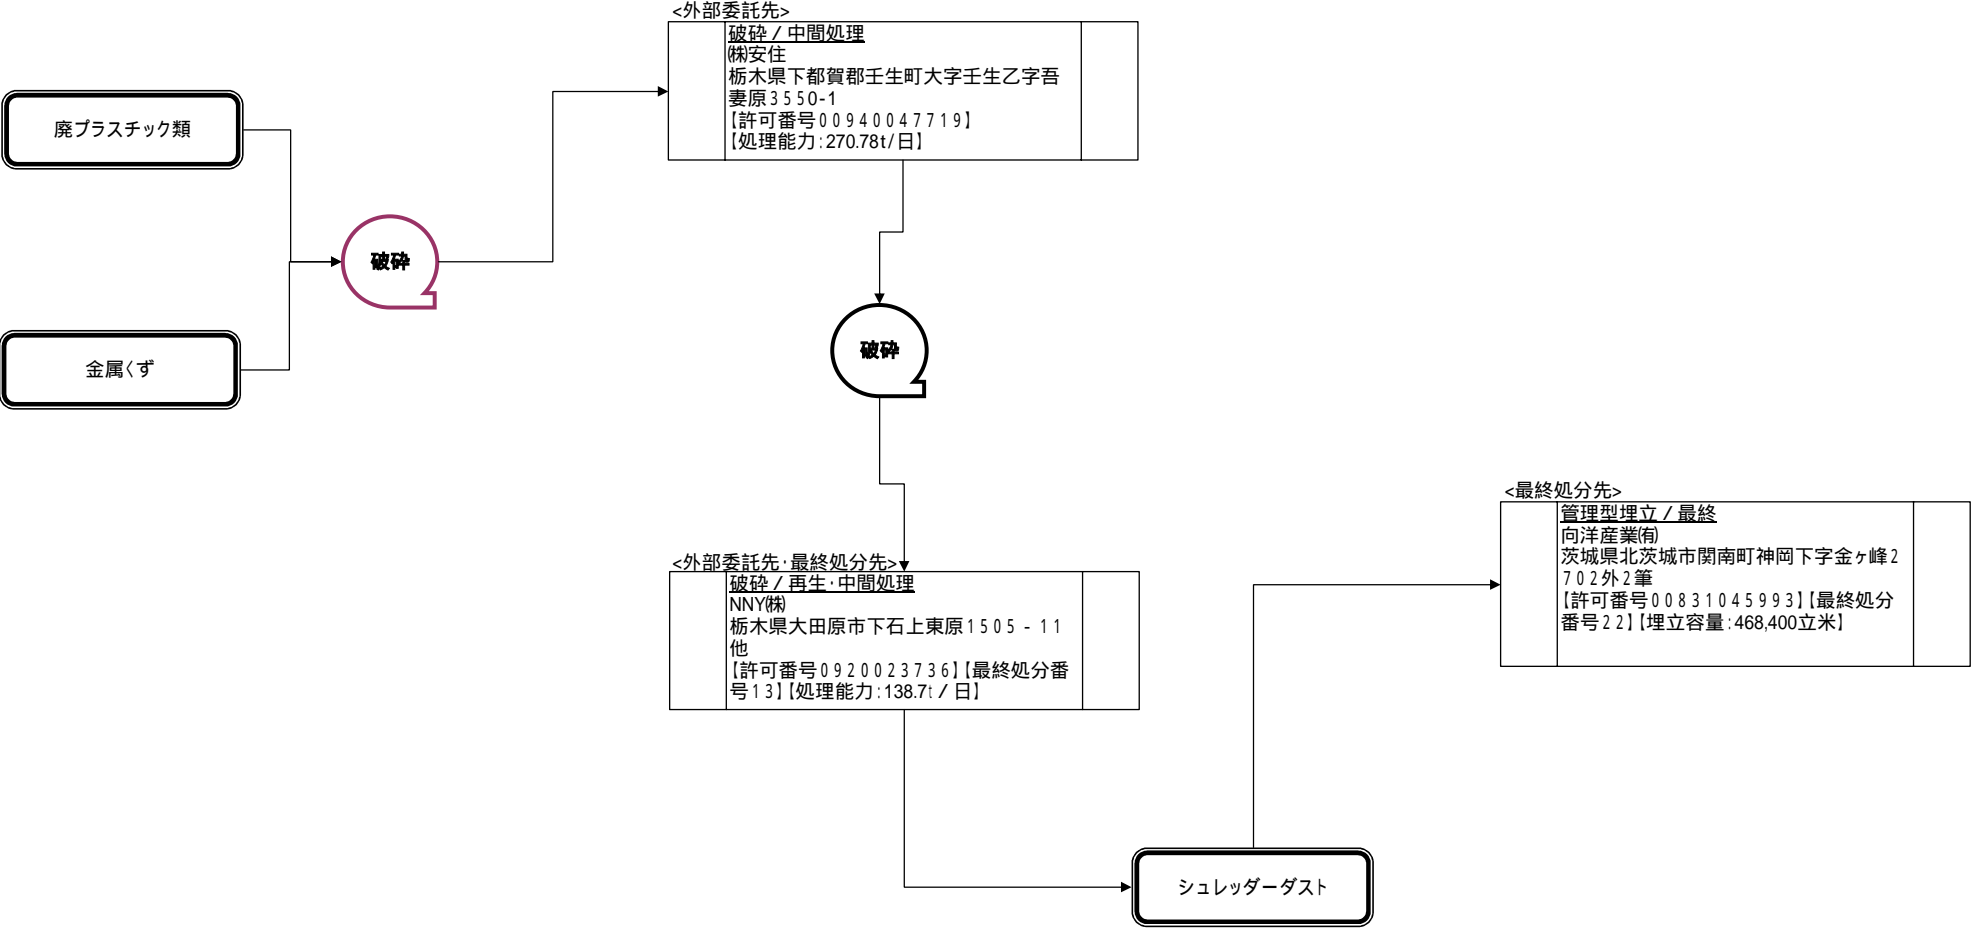 <外部委託先>
破砕／中間処理
㈱安住
栃木県下都賀郡壬生町大字壬生乙字吾
妻原3550-1
【許可番号00940047719】
【処理能力:270.78t/日】
廃プラスチック類
破砕
金属くず
破砕
<外部委託先･最終処分先>
破砕／再生･中間処理
NNY㈱
栃木県大田原市下石上東原1505‐11
他
【許可番号0920023736】【最終処分番
号13】【処理能力:138.7t／日】
<最終処分先>
管理型埋立／最終
向洋産業㈲
茨城県北茨城市関南町神岡下字金ヶ峰2
702外2筆
【許可番号00831045993】【最終処分
番号22】【埋立容量:468,400立米】
シュレッダーダスト